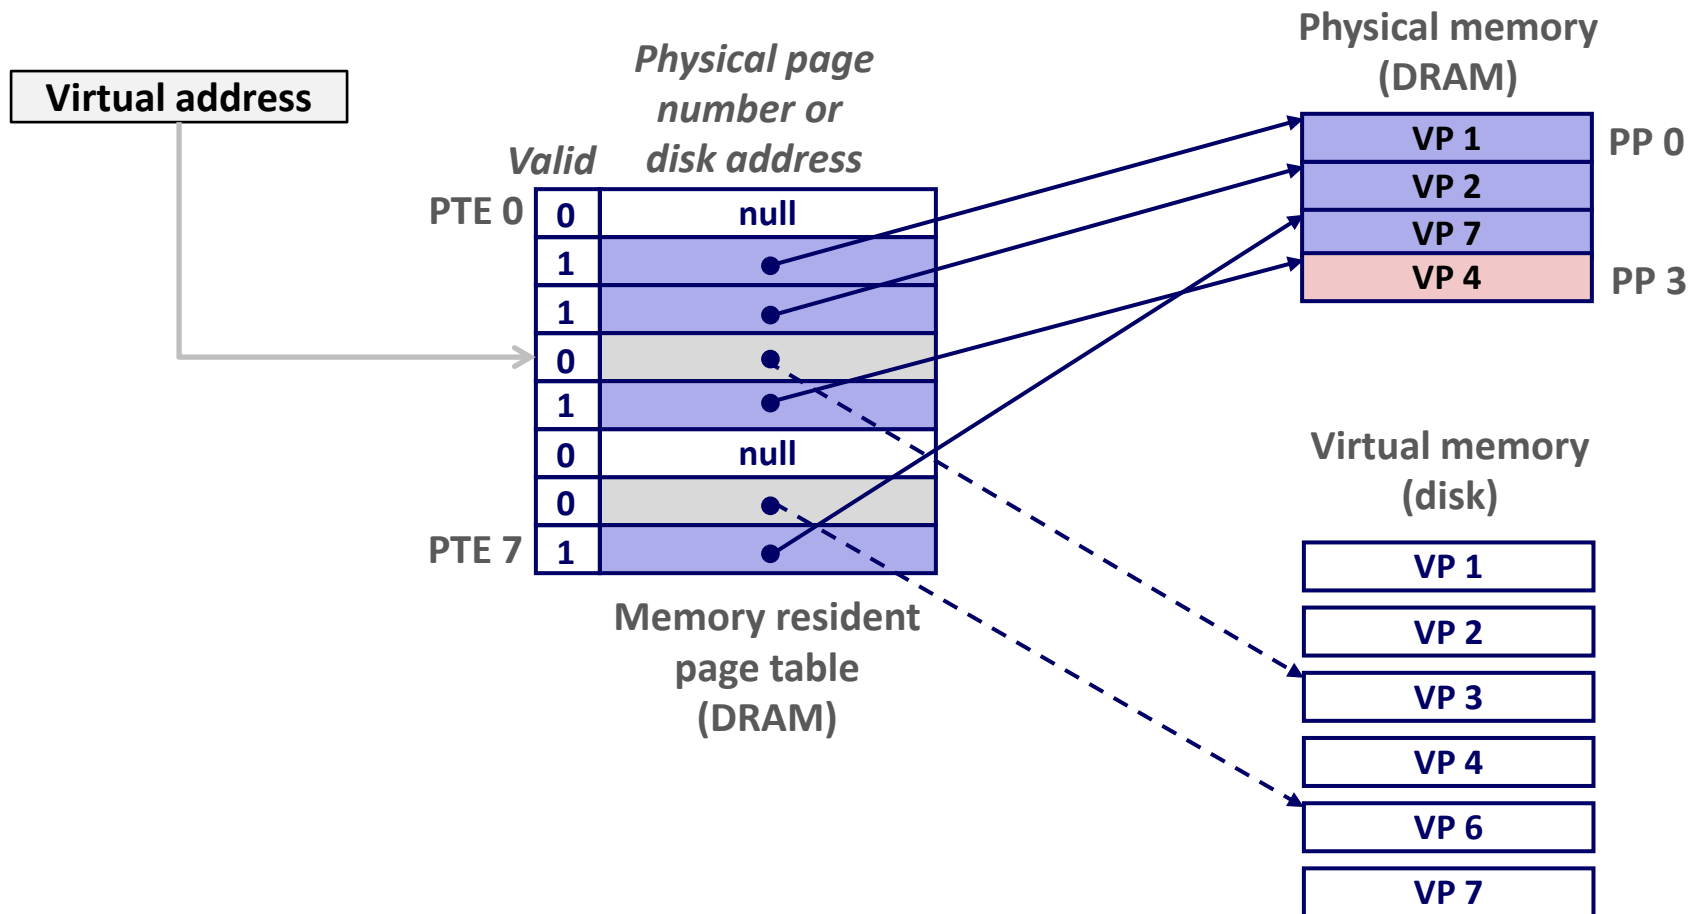 Virtual address
Physical page
number or
disk address
Valid
PTE 0
0
null
1
1
0
1
0
null
0
PTE 7
1
Memory resident
page table
(DRAM)
Physical memory
(DRAM)
VP 1
PP 0
VP 2
VP 7
VP 4
PP 3
Virtual memory
(disk)
VP 1
VP 2
VP 3
VP 4
VP 6
VP 7